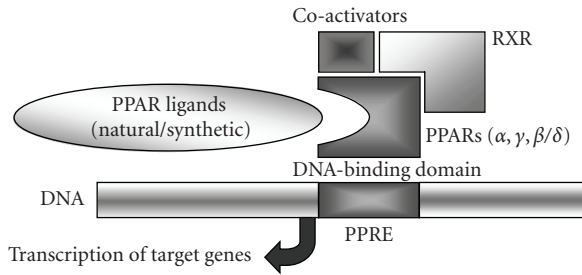 Co-activators
RXR
PPAR ligands
(natural/synthetic)
PPARs (α, γ, β/δ)
DNA-binding domain
DNA
PPRE
Transcription of target genes